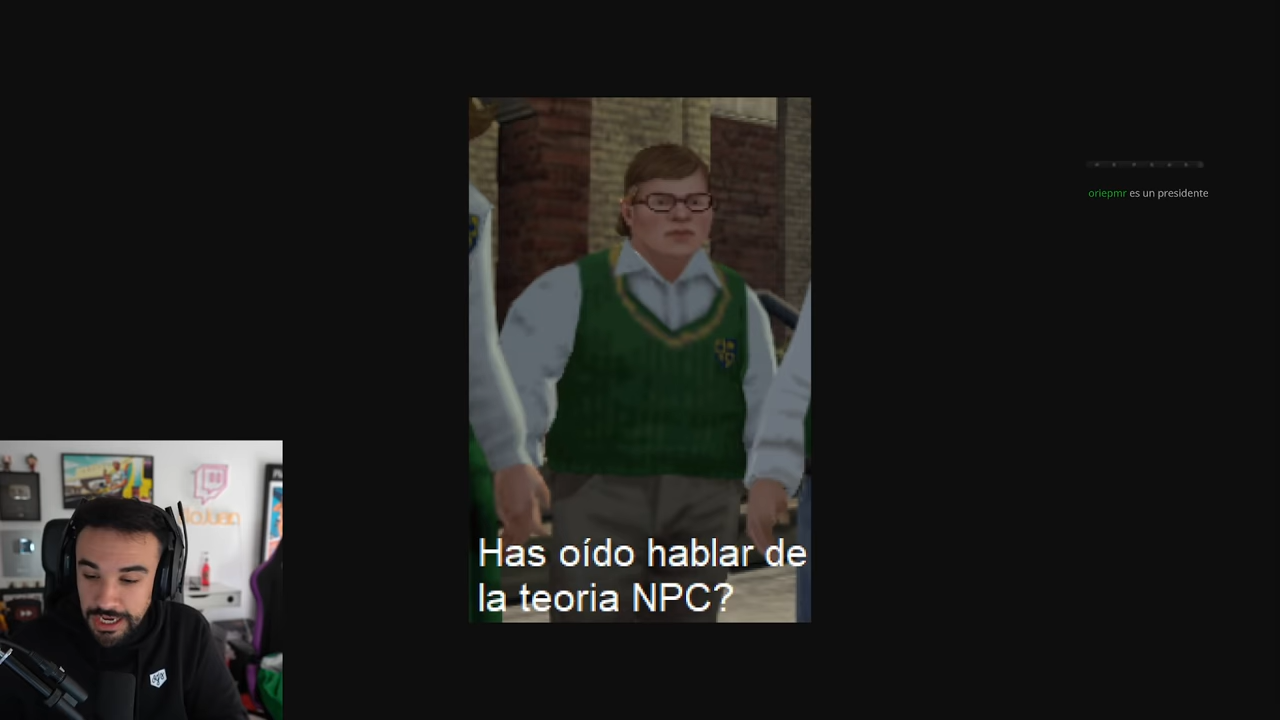 oriepmr es un presidente
Has oído hablar de
la teoria NPC?